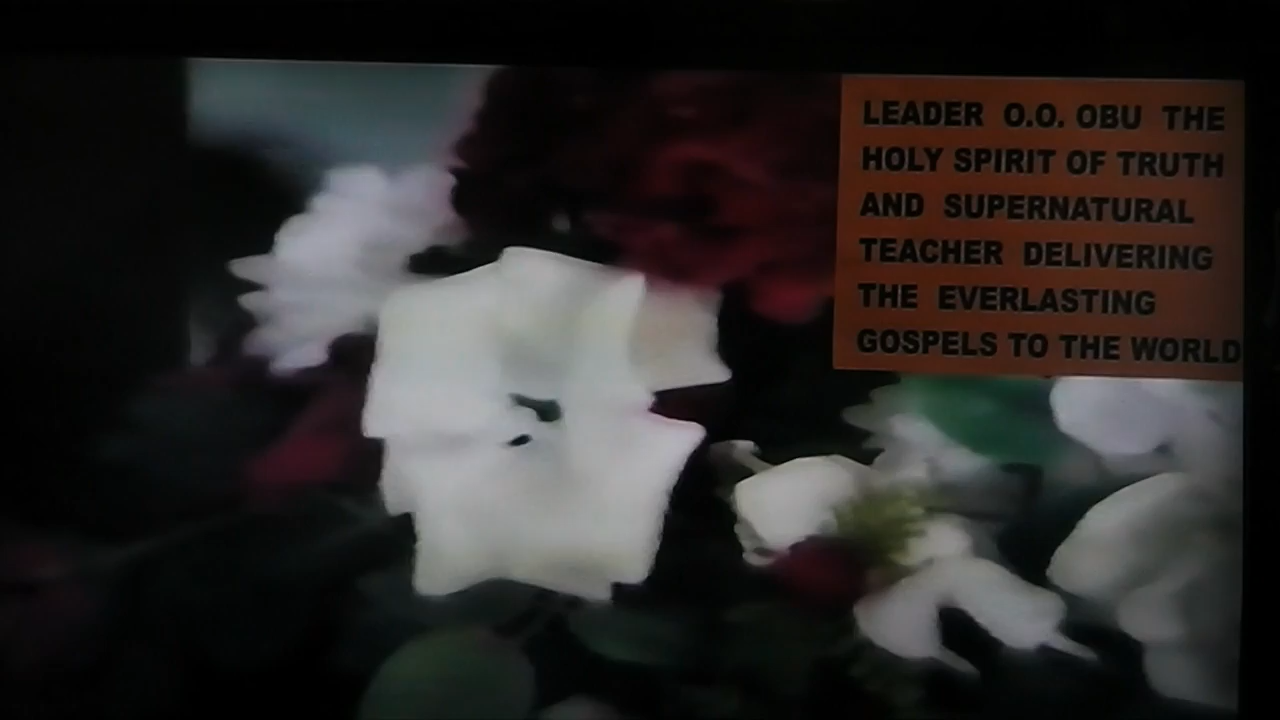 LEADER O.O. OBU THE
HOLY SPIRIT OF TRUTH
AND SUPERNATURAL
TEACHER DELIVERING
THE EVERLASTING
GOSPELS TO THE WORLD